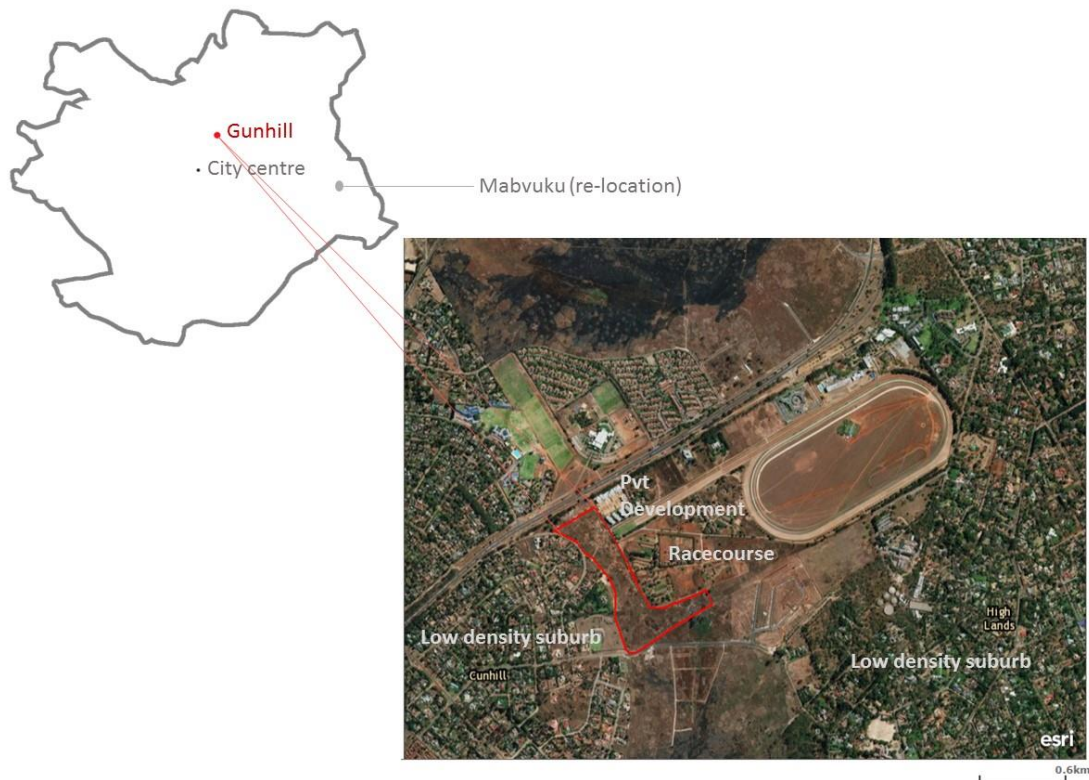 Gunhill
City centre
Mabvuku (re-location)
Pvt
Development
Racecourse
Low density suburb
Gunhill
High
Lands
Low density suburb
esri
0.6km